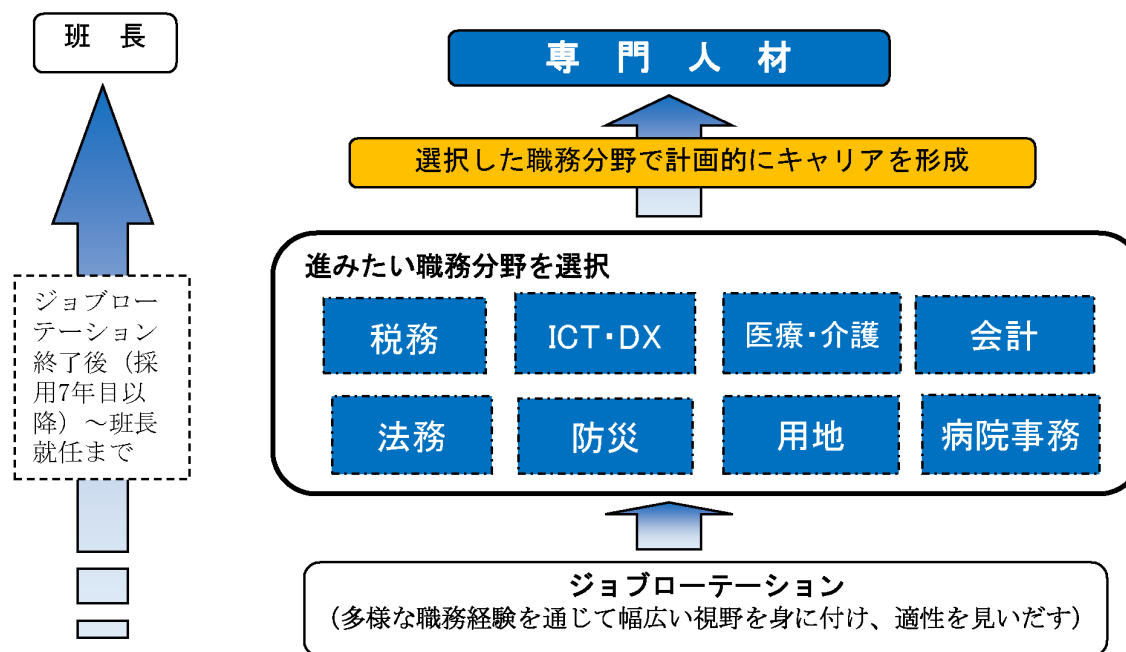 班　長
専　門　人　材
選択した職務分野で計画的にキャリアを形成
進みたい職務分野を選択
税務
ICT・DX
医療・介護
会計
法務
防災
用地
病院事務
ジョブロー
テーション
終了後（採
用7年目以
降）～班長
就任まで
ジョブローテーション
（多様な職務経験を通じて幅広い視野を身に付け、適性を見いだす）